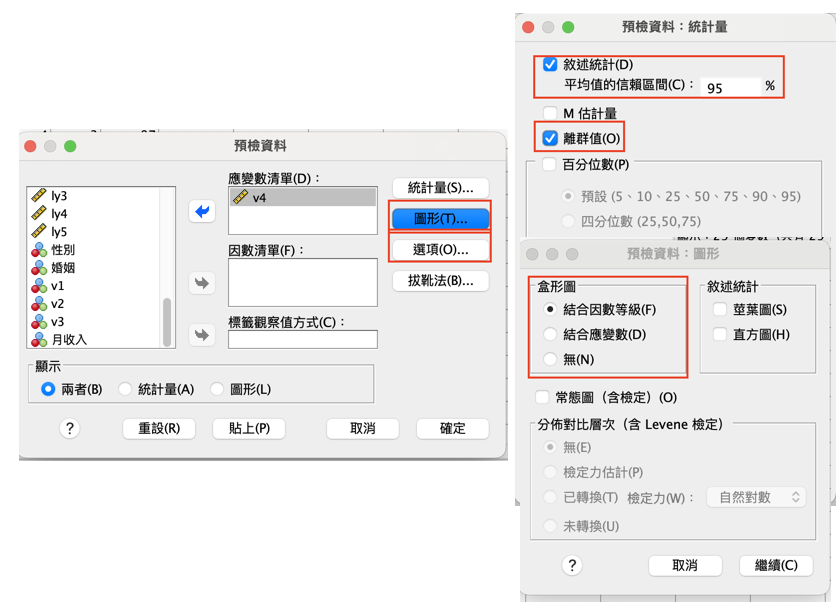 預檢資料
ly3
ly4
ly5
性別
婚姻
v1
v2
v3
月收入
應變數清單(D)：
v4
因數清單(F)：
標籤觀察值方式(C)：
統計量(S)...
圖形(T)...
選項(O)...
拔靴法(B)...
顯示
兩者(B)
統計量(A)
圖形(L)
?
重設(R)
貼上(P)
取消
確定
預檢資料：統計量
敘述統計(D)
平均值的信賴區間(C)： 95 %
M 估計量
離群值(O)
百分位數(P)
預設 (5、10、25、50、75、90、95)
四分位數 (25,50,75)
預檢資料：圖形
盒形圖
結合因數等級(F)
結合應變數(D)
無(N)
敘述統計
莖葉圖(S)
直方圖(H)
常態圖（含檢定）(O)
分佈對比層次（含 Levene 檢定）
無(E)
檢定力估計(P)
已轉換(T) 檢定力(W)： 自然對數
未轉換(U)
?
取消
繼續(C)